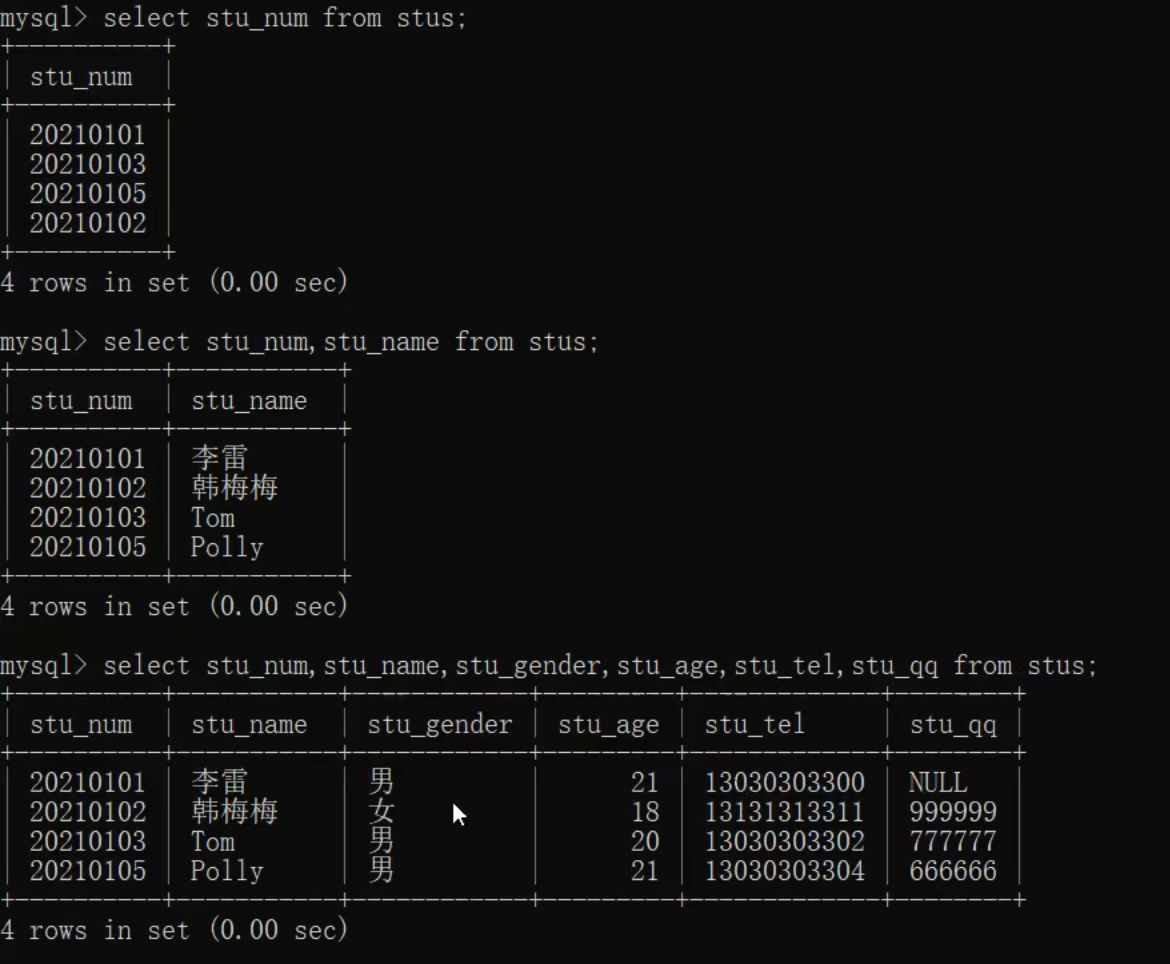 mysql> select stu_num from stus;
+----------+
| stu_num  |
+----------+
| 20210101 |
| 20210103 |
| 20210105 |
| 20210102 |
+----------+
4 rows in set (0.00 sec)

mysql> select stu_num,stu_name from stus;
+----------+-----------+
| stu_num  | stu_name  |
+----------+-----------+
| 20210101 | 李雷      |
| 20210102 | 韩梅梅    |
| 20210103 | Tom       |
| 20210105 | Polly     |
+----------+-----------+
4 rows in set (0.00 sec)

mysql> select stu_num,stu_name,stu_gender,stu_age,stu_tel,stu_qq from stus;
+----------+-----------+------------+---------+-------------+--------+
| stu_num  | stu_name  | stu_gender | stu_age | stu_tel     | stu_qq |
+----------+-----------+------------+---------+-------------+--------+
| 20210101 | 李雷      | 男         |      21 | 13030303300 | NULL   |
| 20210102 | 韩梅梅    | 女         |      18 | 13131313311 | 999999 |
| 20210103 | Tom       | 男         |      20 | 13030303302 | 777777 |
| 20210105 | Polly     | 男         |      21 | 13030303304 | 666666 |
+----------+-----------+------------+---------+-------------+--------+
4 rows in set (0.00 sec)